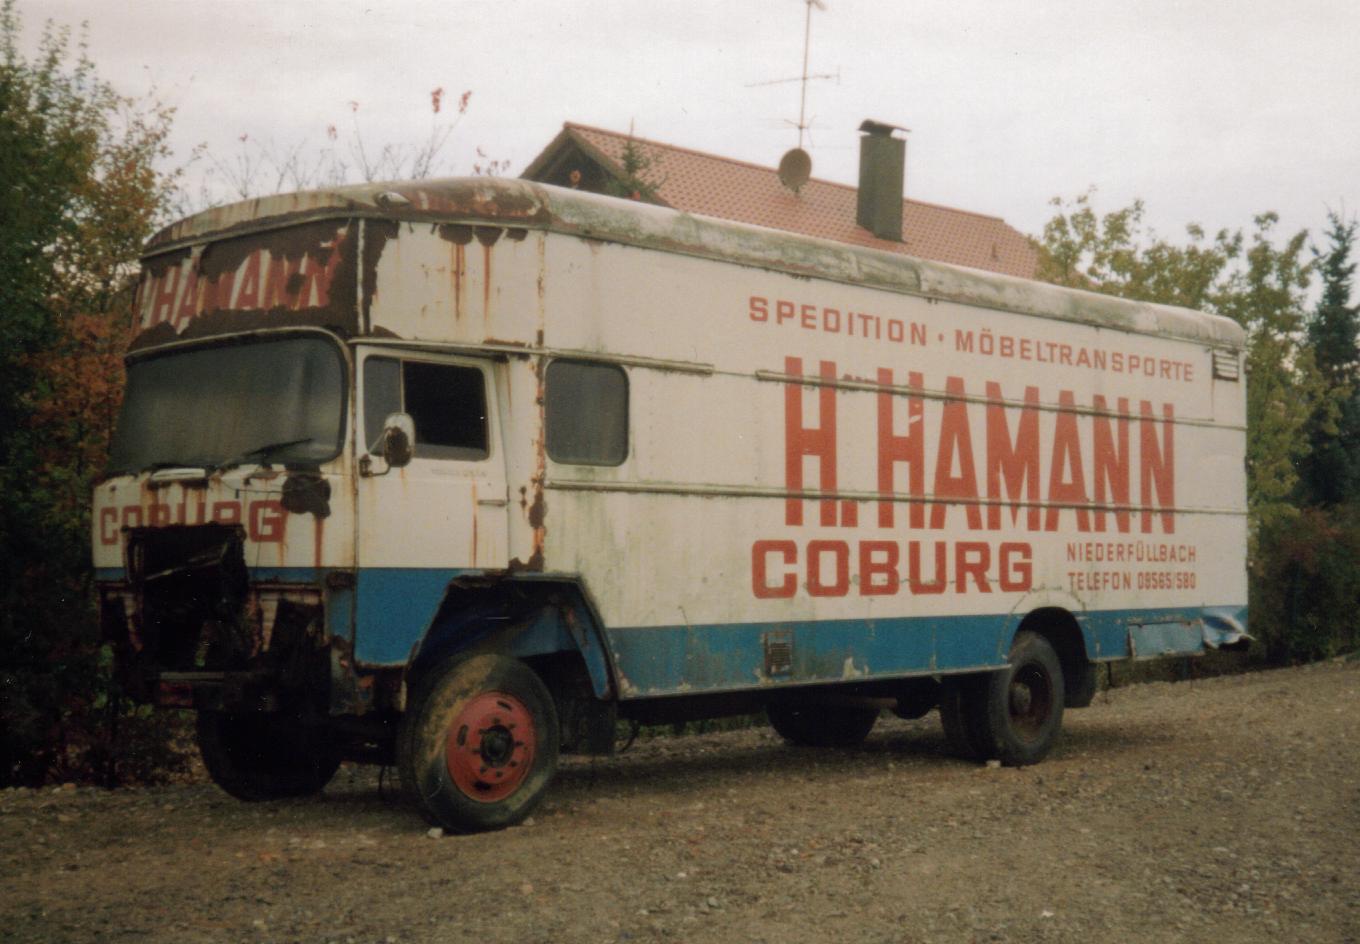 H. HAMANN
COBURG
SPEDITION · MÖBELTRANSPORTE
H. HAMANN
COBURG
NIEDERFÜLLBACH
TELEFON 09565/580